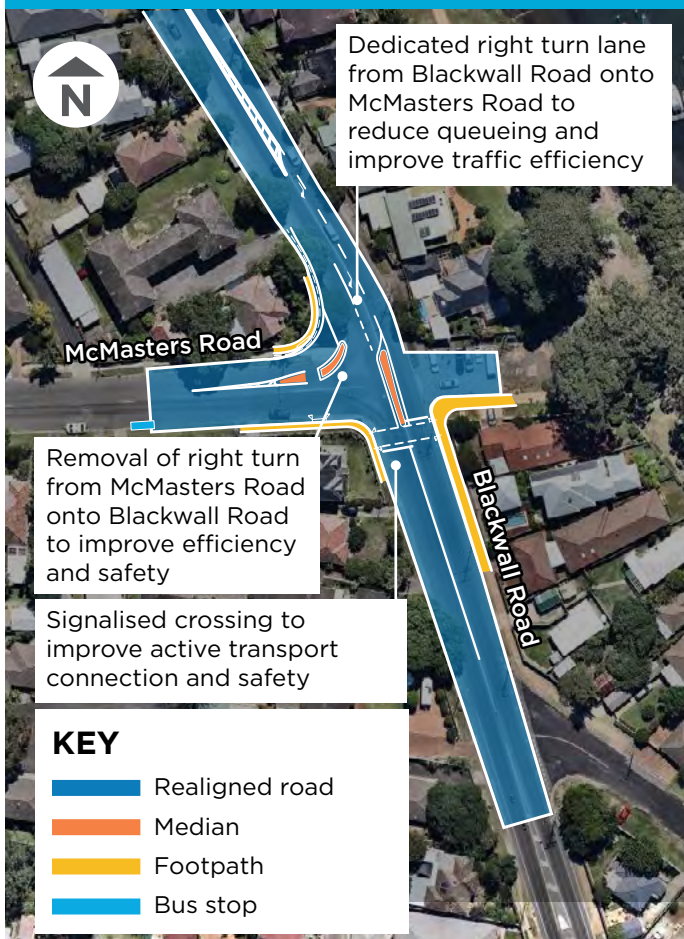 N
Dedicated right turn lane
from Blackwall Road onto
McMasters Road to
reduce queueing and
improve traffic efficiency
McMasters Road
Removal of right turn
from McMasters Road
onto Blackwall Road
to improve efficiency
and safety
Blackwall Road
Signalised crossing to
improve active transport
connection and safety
KEY
Realigned road
Median
Footpath
Bus stop